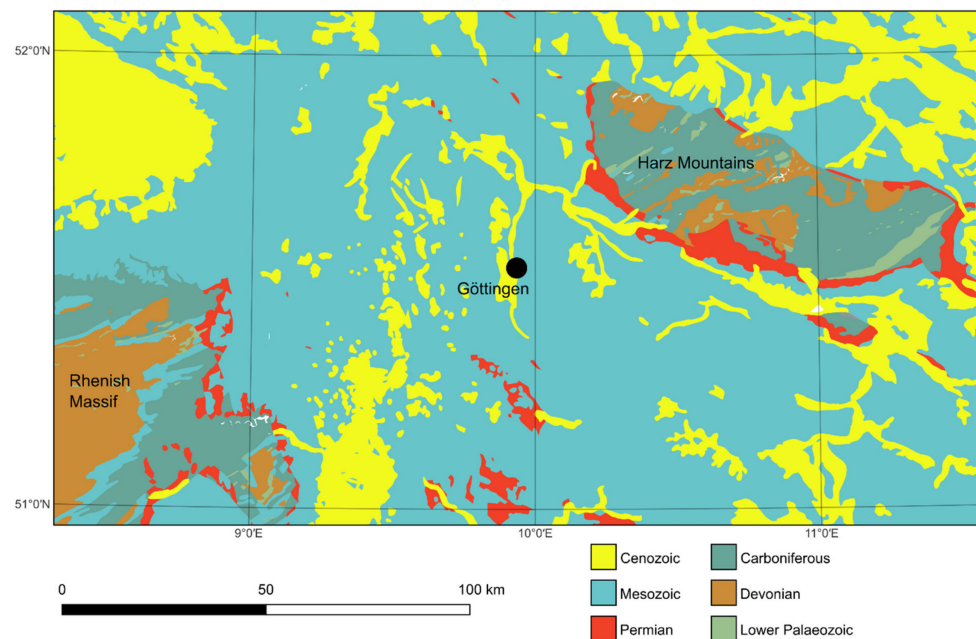 52°0'N
Harz Mountains
Göttingen
Rhenish
Massif
51°0'N
9°0'E
10°0'E
11°0'E
0
50
100 km
Cenozoic
Carboniferous
Mesozoic
Devonian
Permian
Lower Palaeozoic